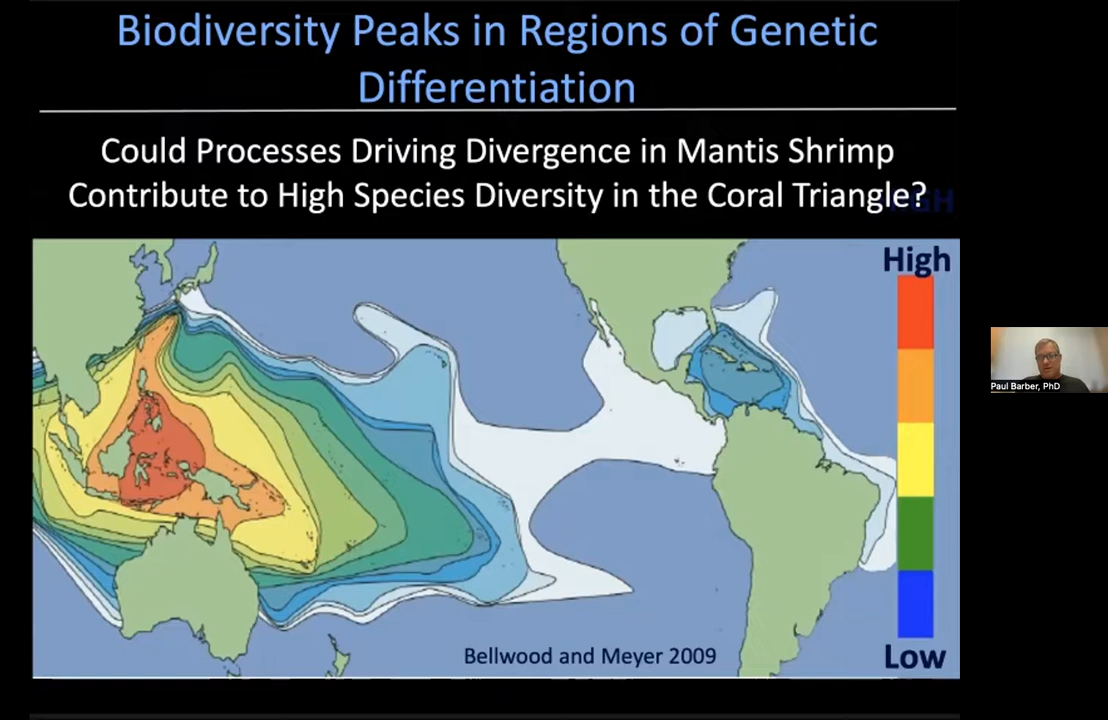 Biodiversity Peaks in Regions of Genetic
Differentiation
Could Processes Driving Divergence in Mantis Shrimp
Contribute to High Species Diversity in the Coral Triangle?
High
Low
Bellwood and Meyer 2009
Paul Barber, PhD